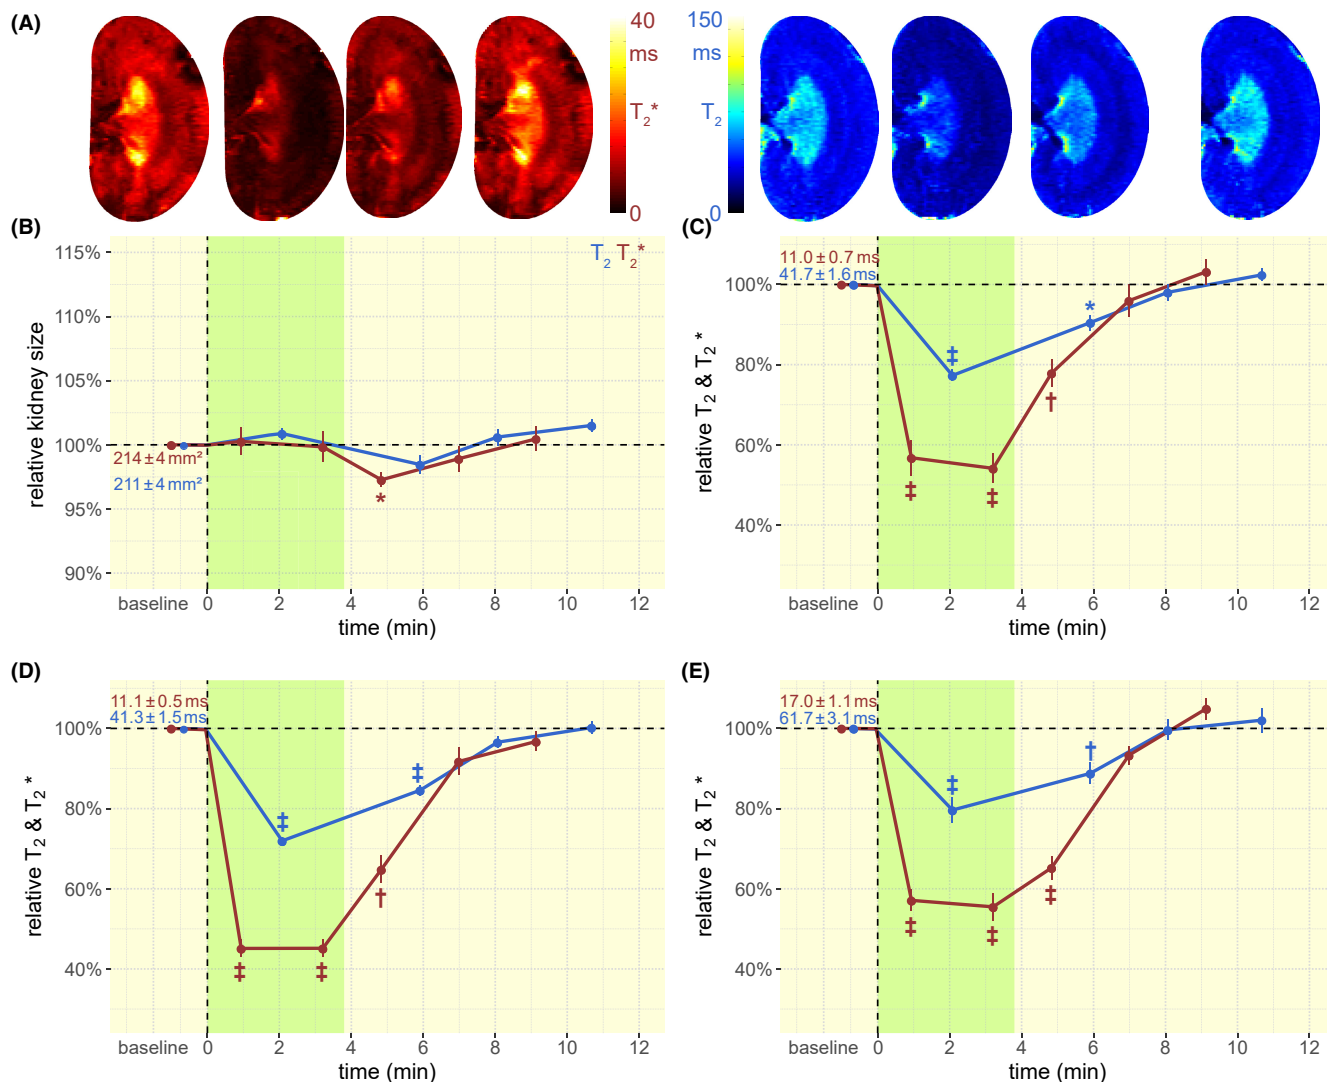 (A)
40
ms
T2*
0
150
ms
T2
0
(B)
115%
110%
105%
100%
95%
90%
relative kidney size
T2 T2*
214 ± 4 mm²
211 ± 4 mm²
*
baseline 0 2 4 6 8 10 12
time (min)
(C)
11.0 ± 0.7 ms
41.7 ± 1.6 ms
100%
80%
60%
40%
relative T2 & T2*
‡
*
†
‡
‡
baseline 0 2 4 6 8 10 12
time (min)
(D)
11.1 ± 0.5 ms
41.3 ± 1.5 ms
100%
80%
60%
40%
relative T2 & T2*
‡
‡
†
‡
‡
baseline 0 2 4 6 8 10 12
time (min)
(E)
17.0 ± 1.1 ms
61.7 ± 3.1 ms
100%
80%
60%
40%
relative T2 & T2*
†
‡
‡
‡
‡
baseline 0 2 4 6 8 10 12
time (min)